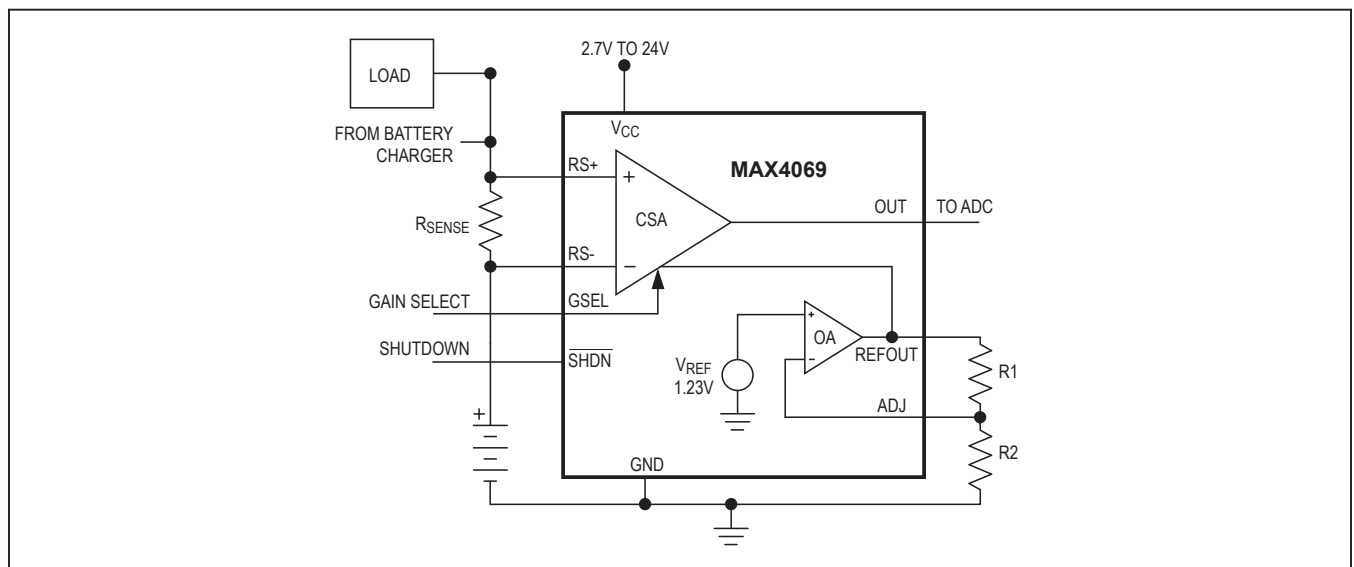 2.7V TO 24V
LOAD
VCC
FROM BATTERY
CHARGER
RS+
MAX4069
+
CSA
OUT
TO ADC
RSENSE
RS-
−
GAIN SELECT
GSEL
+
OA
SHUTDOWN
SHDN
REFOUT
−
VREF
1.23V
R1
ADJ
+
R2
GND